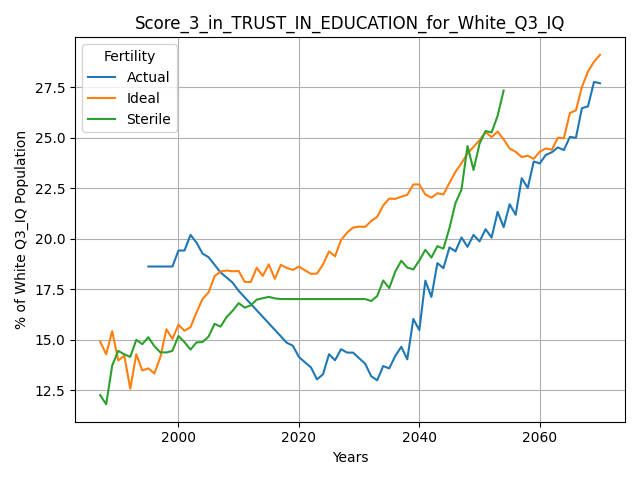 Score_3_in_TRUST_IN_EDUCATION_for_White_Q3_IQ
Fertility
Actual
Ideal
Sterile
% of White Q3_IQ Population
27.5
25.0
22.5
20.0
17.5
15.0
12.5
2000
2020
2040
2060
Years